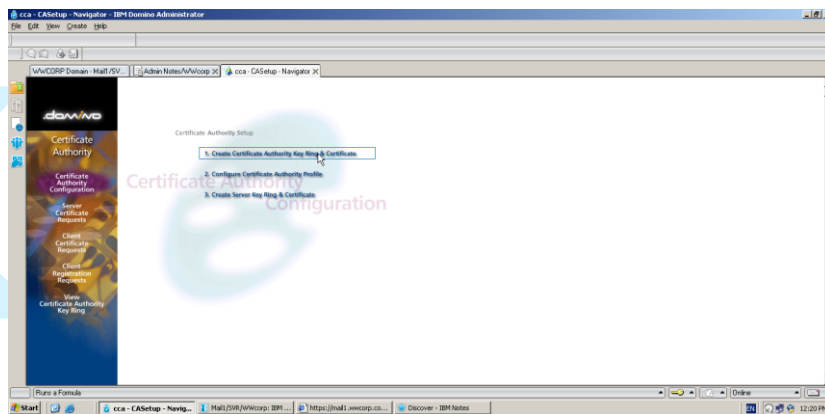 cca - CASetup - Navigator - IBM Domino Administrator
File Edit View Create Help
WWCORP Domain - Mail1/SV...
Admin Notes/WWcorp
cca - CASetup - Navigator
.domino
Certificate
Authority
Certificate
Authority
Configuration
Server
Certificate
Requests
Client
Certificate
Requests
Client
Registration
Requests
View
Certificate Authority
Key Ring
Certificate Authority Setup:
1. Create Certificate Authority Key Ring & Certificate
2. Configure Certificate Authority Profile
3. Create Server Key Ring & Certificate
Certificate Authority
Configuration
Runs a Formula
Online
Start
cca - CASetup - Navig...
Mail1/SVR/WWcorp: IBM ...
https://mail1.wwcorp.co...
Discover - IBM Notes
EN
12:20 PM